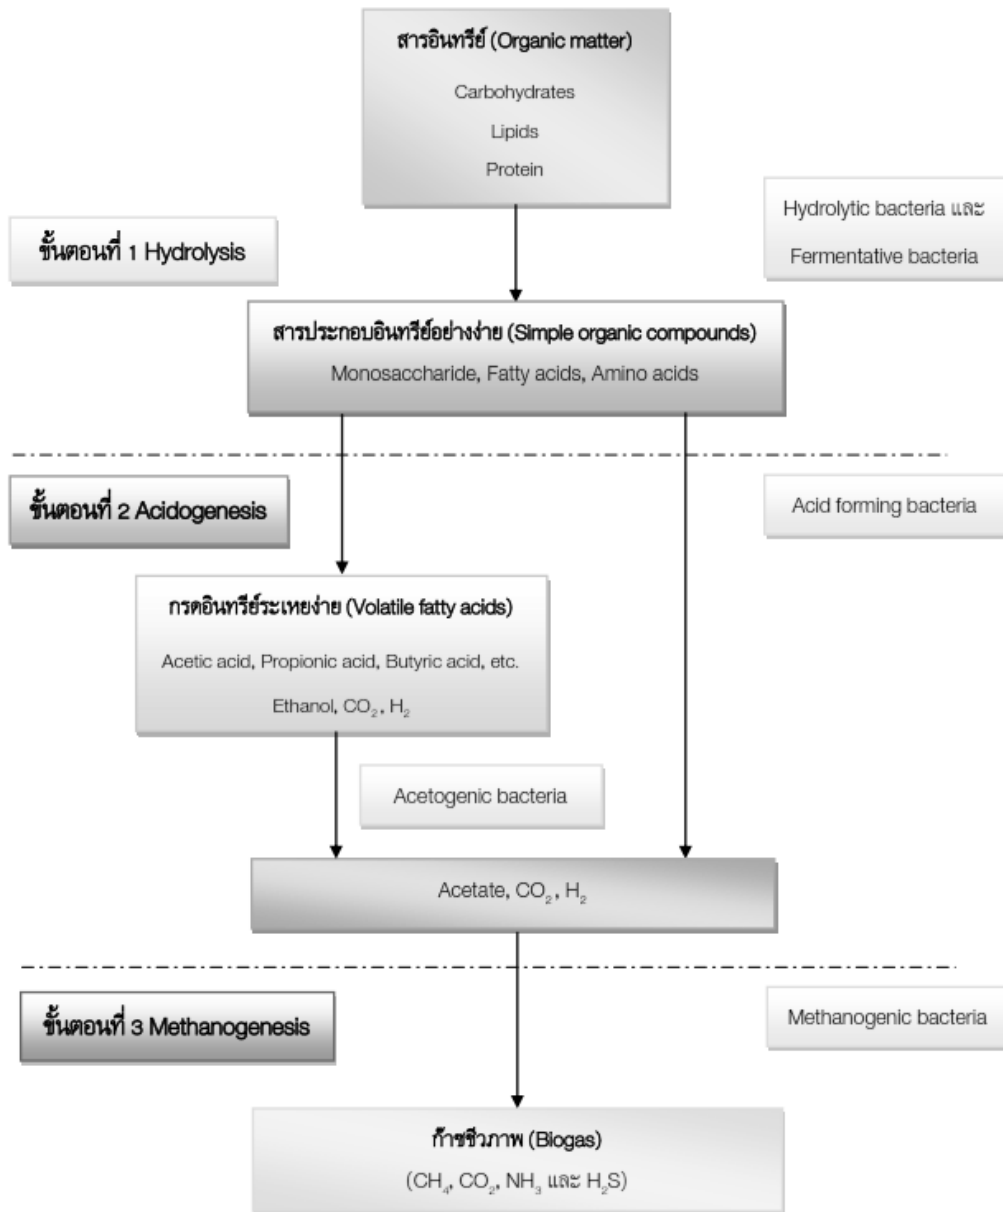 สารอินทรีย์ (Organic matter)
Carbohydrates
Lipids
Protein
Hydrolytic bacteria และ
Fermentative bacteria
ขั้นตอนที่ 1 Hydrolysis
สารประกอบอินทรีย์อย่างง่าย (Simple organic compounds)
Monosaccharide, Fatty acids, Amino acids
ขั้นตอนที่ 2 Acidogenesis
Acid forming bacteria
กรดอินทรีย์ระเหยง่าย (Volatile fatty acids)
Acetic acid, Propionic acid, Butyric acid, etc.
Ethanol, CO₂, H₂
Acetogenic bacteria
Acetate, CO₂, H₂
ขั้นตอนที่ 3 Methanogenesis
Methanogenic bacteria
ก๊าซชีวภาพ (Biogas)
(CH₄, CO₂, NH₃ และ H₂S)